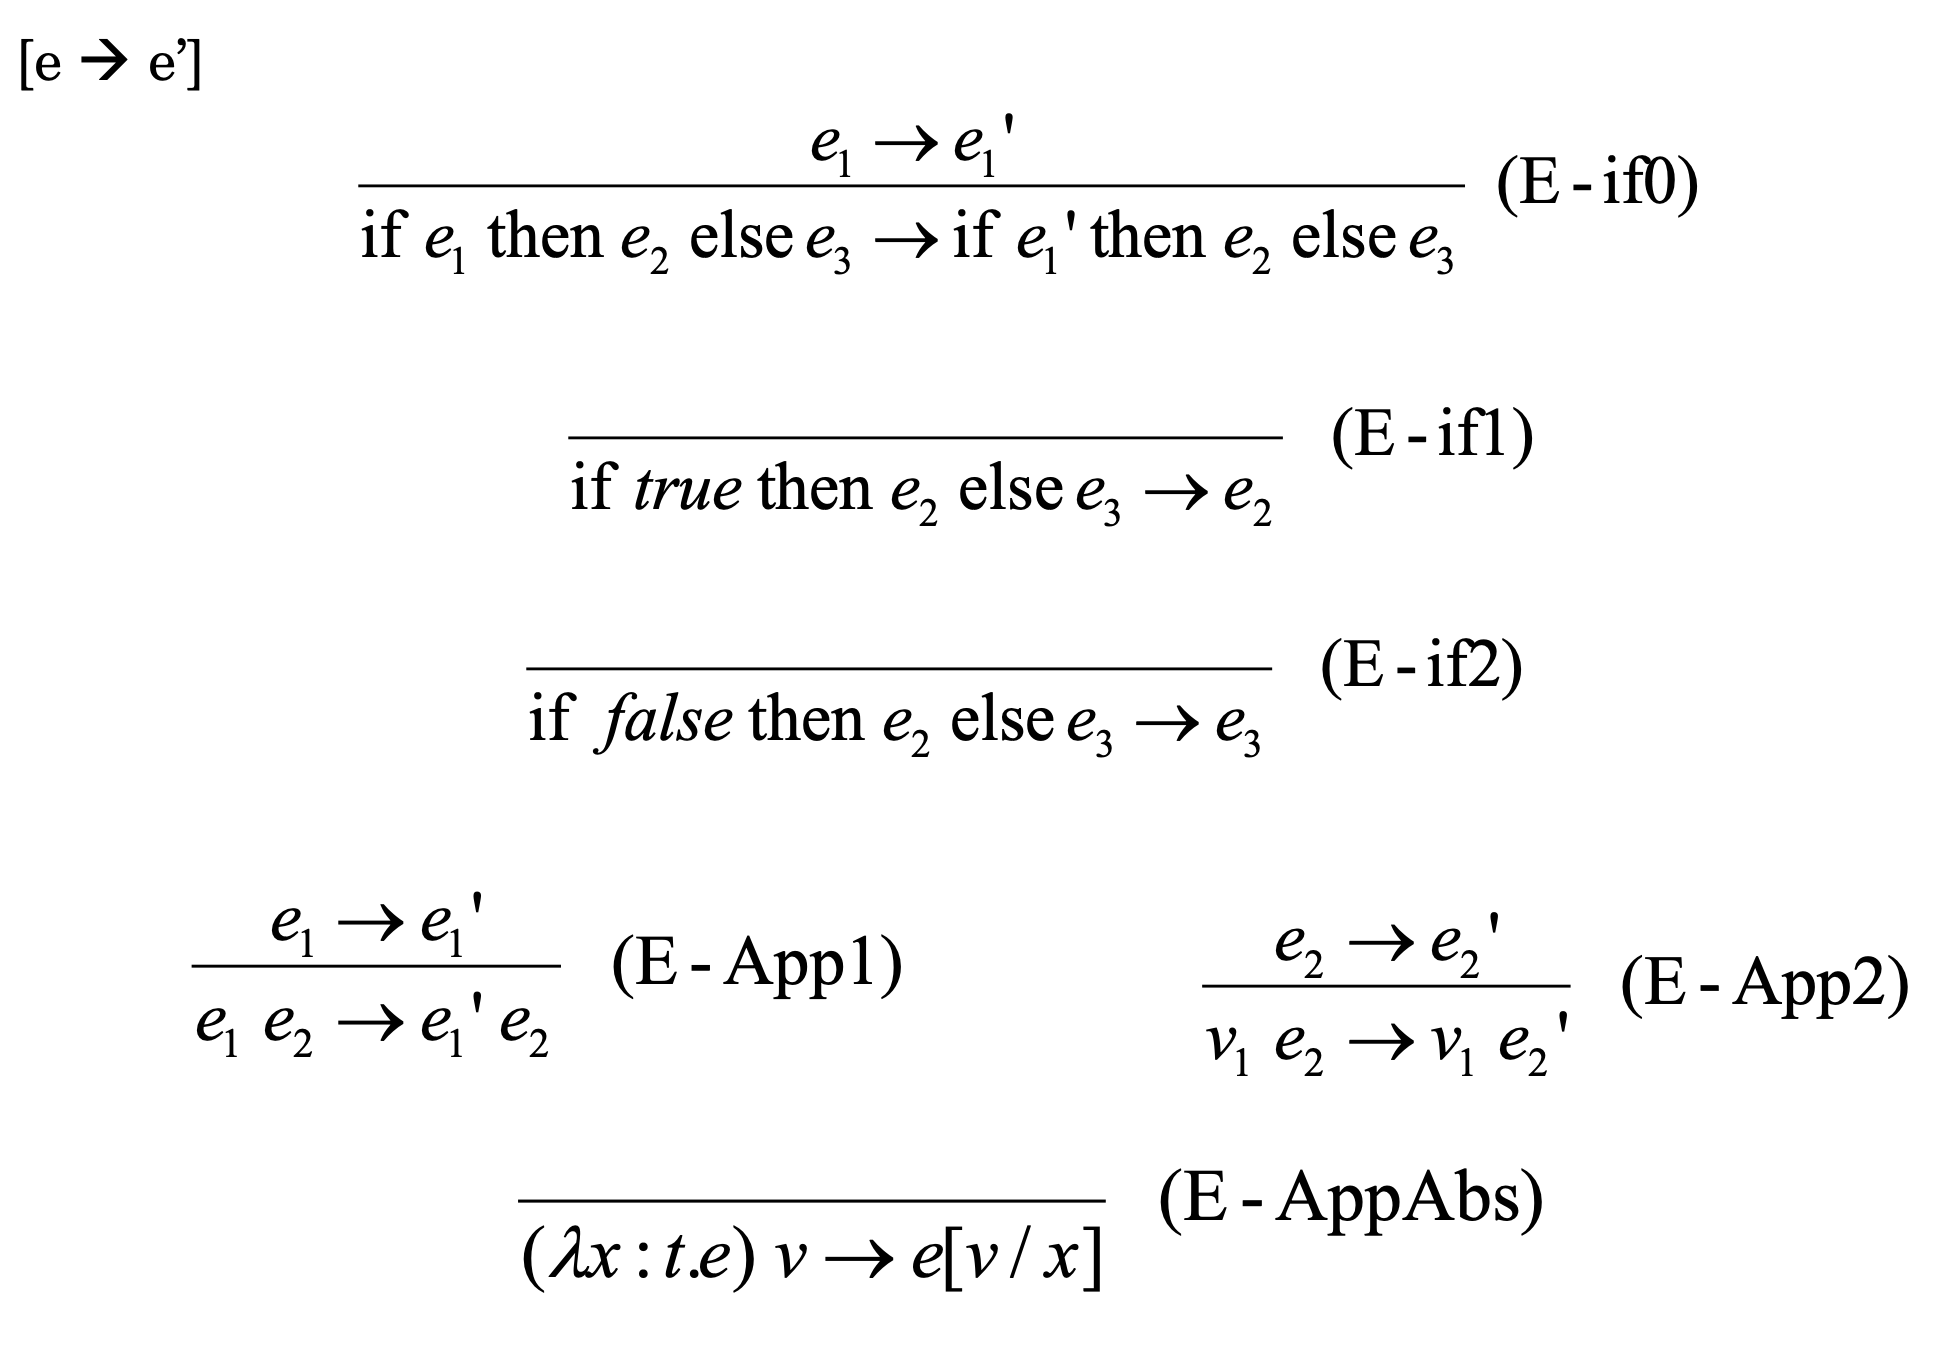 [e → e’]
e₁ → e₁'
if e₁ then e₂ else e₃ → if e₁' then e₂ else e₃ (E-if0)
if true then e₂ else e₃ → e₂ (E-if1)
if false then e₂ else e₃ → e₃ (E-if2)
e₁ → e₁'
e₁ e₂ → e₁' e₂ (E-App1)
e₂ → e₂'
v₁ e₂ → v₁ e₂' (E-App2)
(λx:t.e) v → e[v/x] (E-AppAbs)